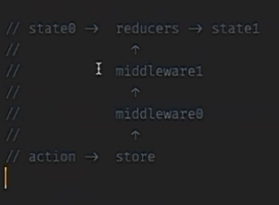 // state0 → reducers → state1
// ↑
// middleware1
// ↑
// middleware0
// ↑
// action → store